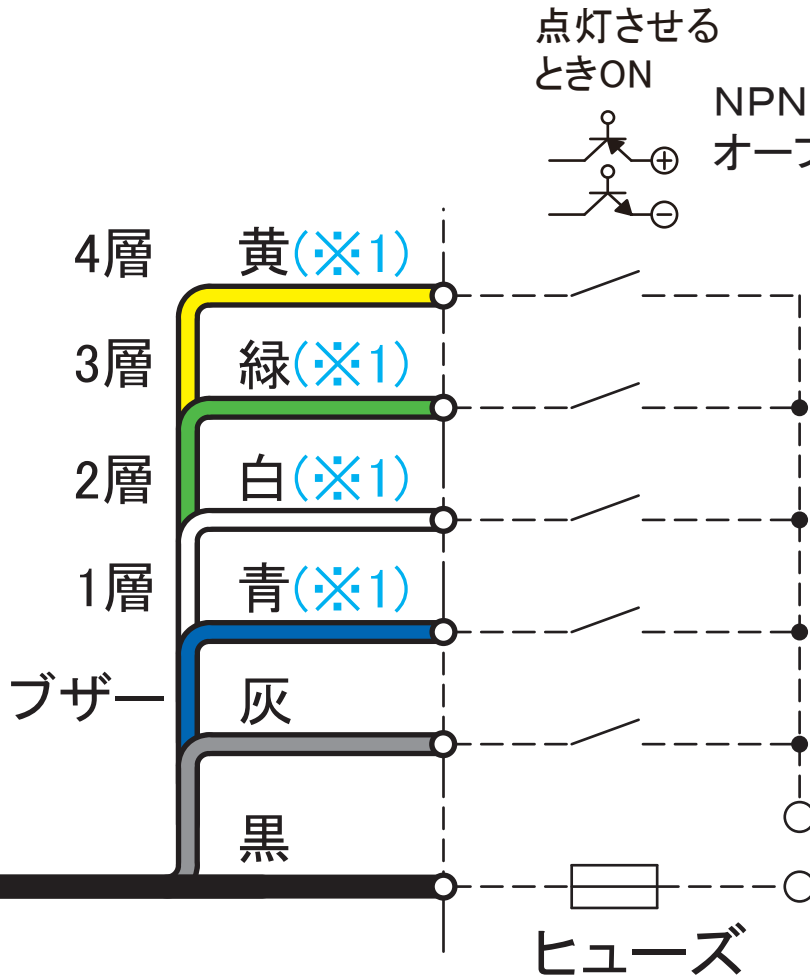 点灯させる
ときON
NPN
オープ
4層 黄(※1)
3層 緑(※1)
2層 白(※1)
1層 青(※1)
ブザー 灰
黒
ヒューズ